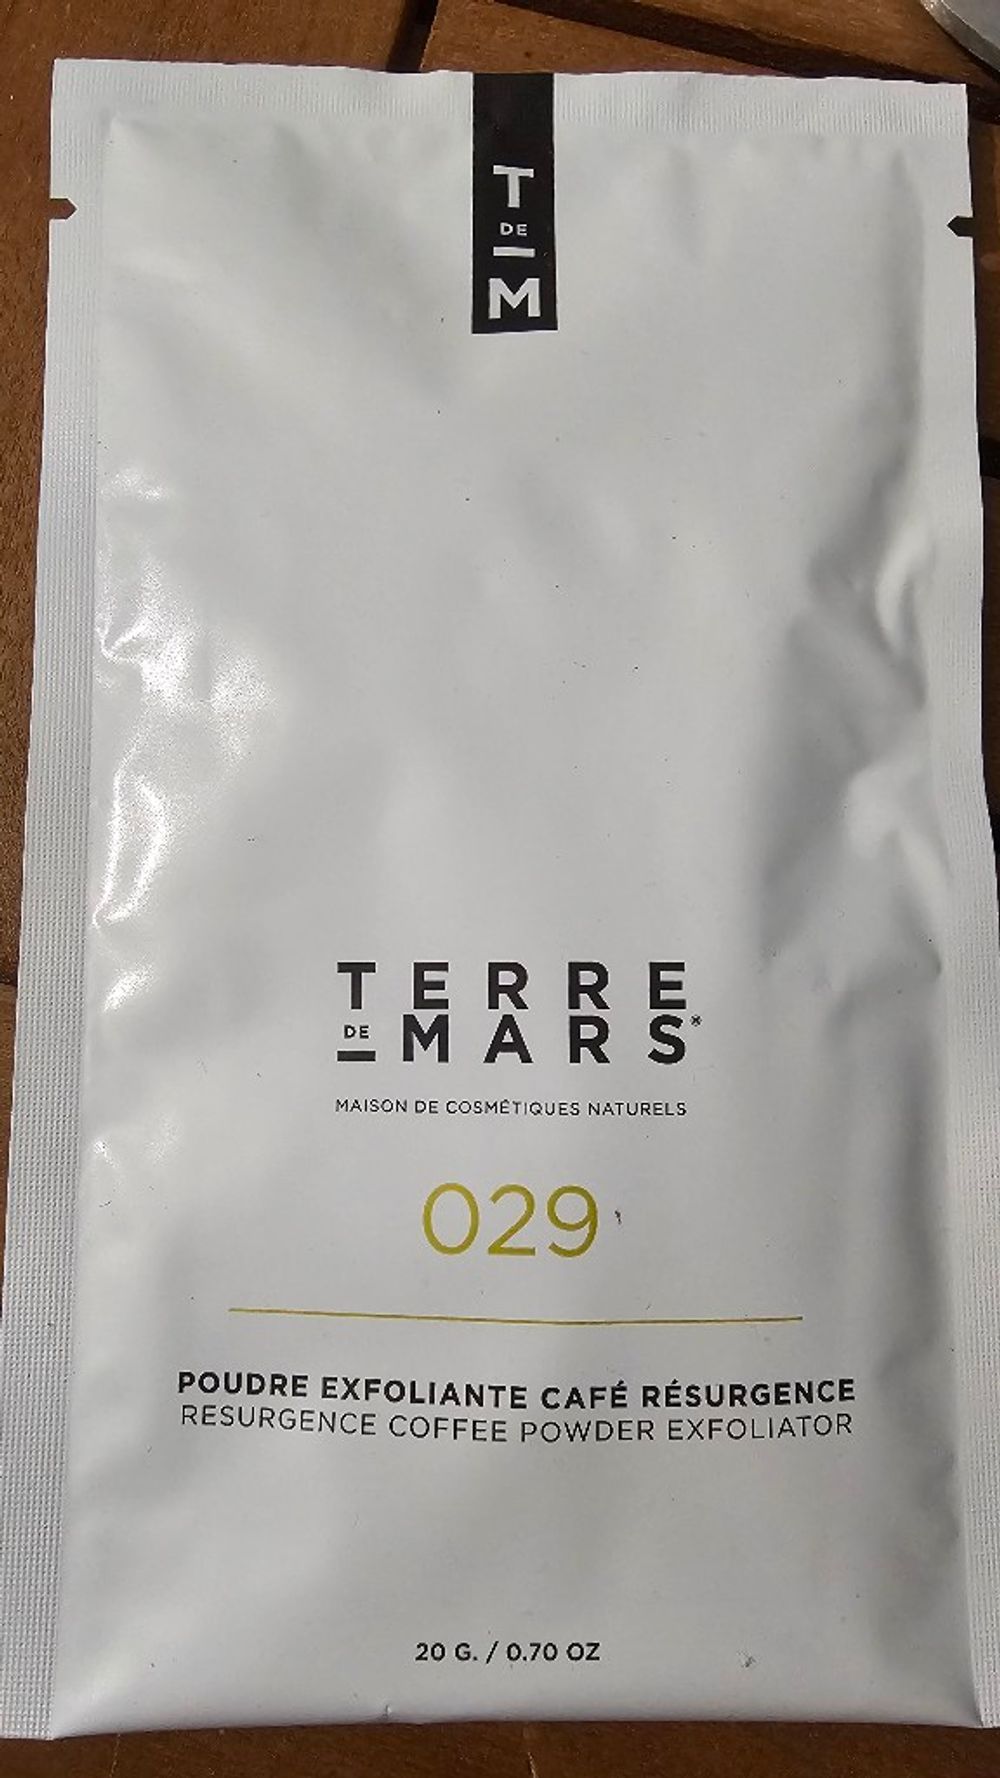 T
DE
M
TERRE
DE MARS®
MAISON DE COSMÉTIQUES NATURELS
029
POUDRE EXFOLIANTE CAFÉ RÉSURGENCE
RESURGENCE COFFEE POWDER EXFOLIATOR
20 G. / 0.70 OZ